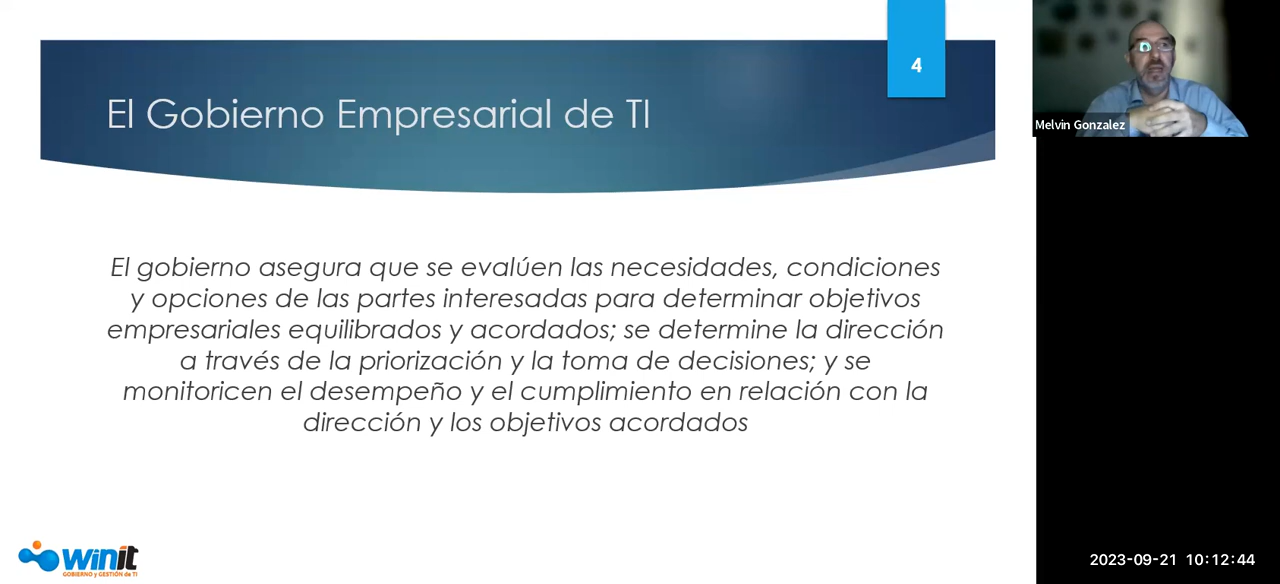 4
El Gobierno Empresarial de TI
Melvin Gonzalez
El gobierno asegura que se evalúen las necesidades, condiciones
y opciones de las partes interesadas para determinar objetivos
empresariales equilibrados y acordados; se determine la dirección
a través de la priorización y la toma de decisiones; y se
monitoricen el desempeño y el cumplimiento en relación con la
dirección y los objetivos acordados
winit
GOBIERNO y GESTIÓN de TI
2023-09-21 10:12:44